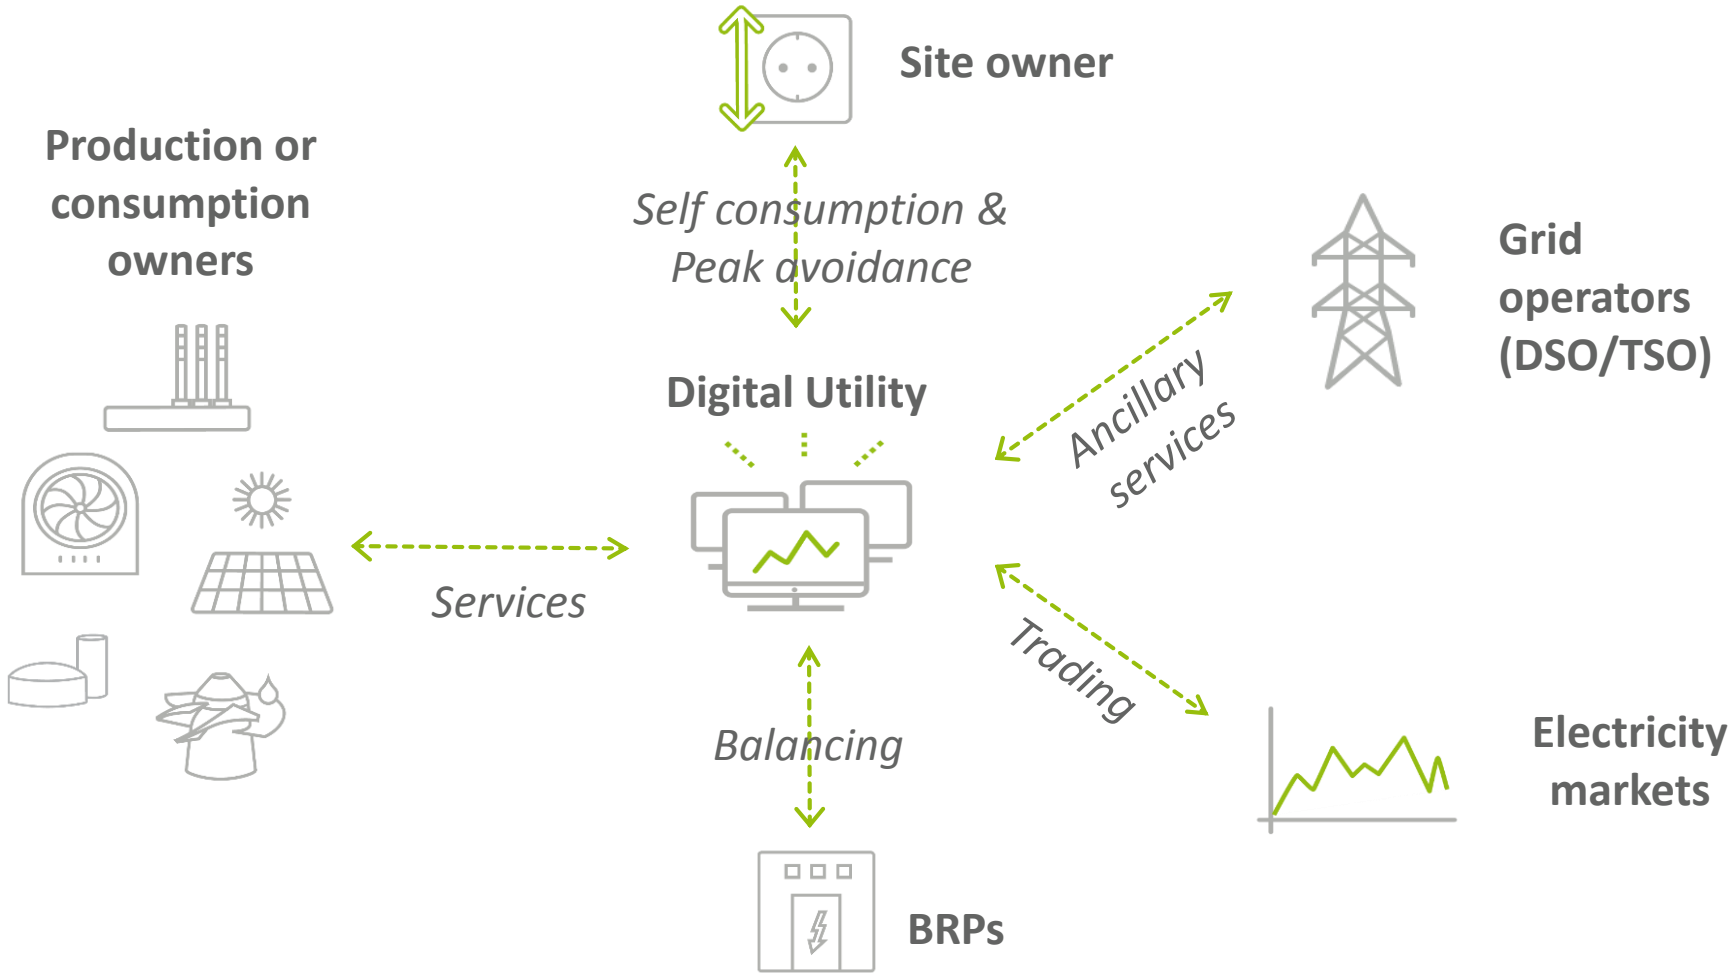 Site owner
Production or
consumption
owners
Self consumption &
Peak avoidance
Grid
operators
(DSO/TSO)
Digital Utility
Ancillary
services
Services
Trading
Balancing
Electricity
markets
BRPs